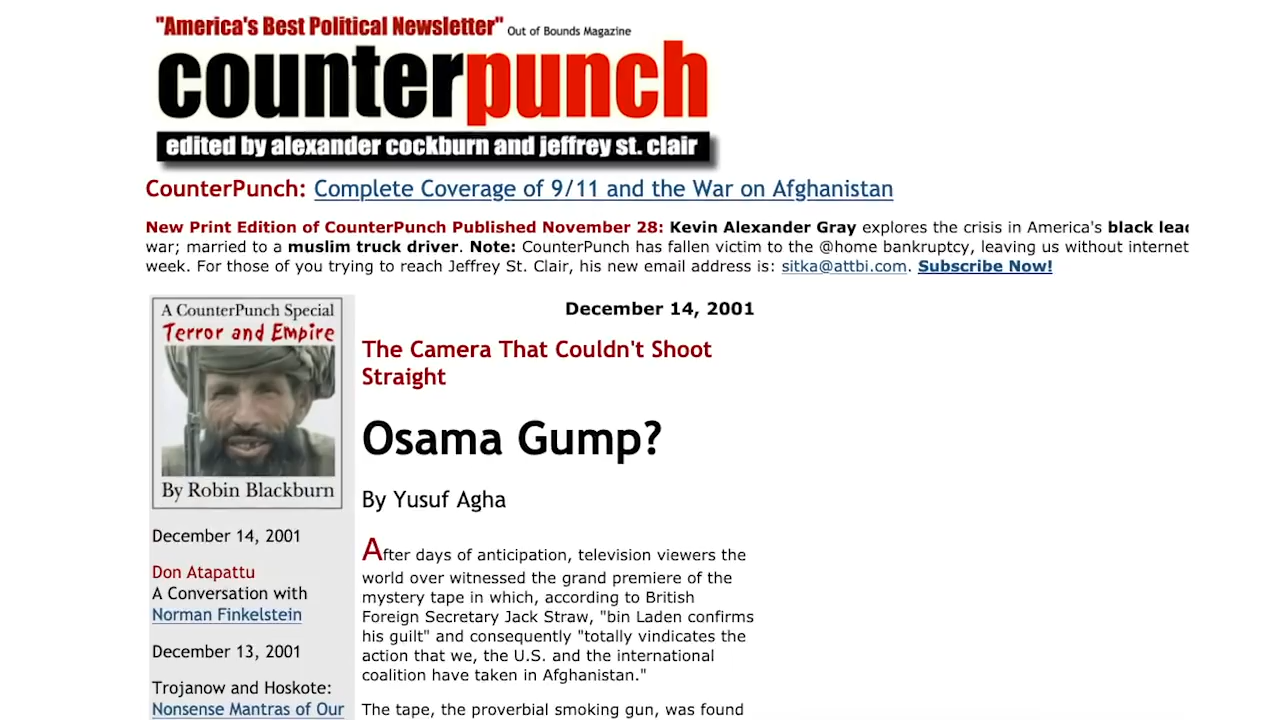 "America's Best Political Newsletter" Out of Bounds Magazine
counterpunch
edited by alexander cockburn and jeffrey st. clair
CounterPunch: Complete Coverage of 9/11 and the War on Afghanistan
New Print Edition of CounterPunch Published November 28: Kevin Alexander Gray explores the crisis in America's black
war; married to a muslim truck driver. Note: CounterPunch has fallen victim to the @home bankruptcy, leaving us without internet
week. For those of you trying to reach Jeffrey St. Clair, his new email address is: sitka@attbi.com. Subscribe Now!
A CounterPunch Special
Terror and Empire
By Robin Blackburn
December 14, 2001
Don Atapattu
A Conversation with
Norman Finkelstein
December 13, 2001
Trojanow and Hoskote:
Nonsense Mantras of Our
December 14, 2001
The Camera That Couldn't Shoot
Straight
Osama Gump?
By Yusuf Agha
After days of anticipation, television viewers the
world over witnessed the grand premiere of the
mystery tape in which, according to British
Foreign Secretary Jack Straw, "bin Laden confirms
his guilt" and consequently "totally vindicates the
action that we, the U.S. and the international
coalition have taken in Afghanistan."
The tape, the proverbial smoking gun, was found